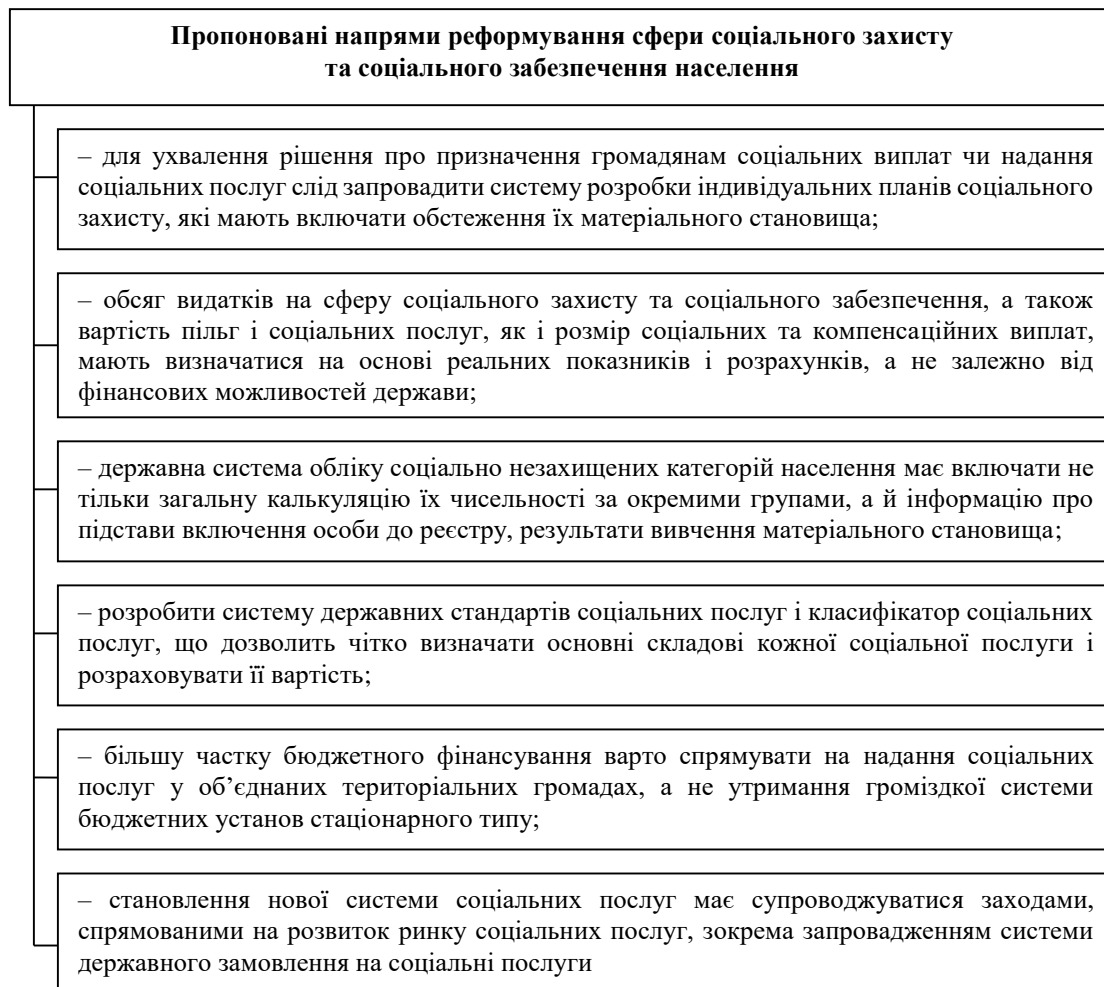 Пропоновані напрями реформування сфери соціального захисту
та соціального забезпечення населення
– для ухвалення рішення про призначення громадянам соціальних виплат чи надання
соціальних послуг слід запровадити систему розробки індивідуальних планів соціального
захисту, які мають включати обстеження їх матеріального становища;
– обсяг видатків на сферу соціального захисту та соціального забезпечення, а також
вартість пільг і соціальних послуг, як і розмір соціальних та компенсаційних виплат,
мають визначатися на основі реальних показників і розрахунків, а не залежно від
фінансових можливостей держави;
– державна система обліку соціально незахищених категорій населення має включати не
тільки загальну калькуляцію їх чисельності за окремими групами, а й інформацію про
підстави включення особи до реєстру, результати вивчення матеріального становища;
– розробити систему державних стандартів соціальних послуг і класифікатор соціальних
послуг, що дозволить чітко визначати основні складові кожної соціальної послуги і
розраховувати її вартість;
– більшу частку бюджетного фінансування варто спрямувати на надання соціальних
послуг у об’єднаних територіальних громадах, а не утримання громіздкої системи
бюджетних установ стаціонарного типу;
– становлення нової системи соціальних послуг має супроводжуватися заходами,
спрямованими на розвиток ринку соціальних послуг, зокрема запровадженням системи
державного замовлення на соціальні послуги